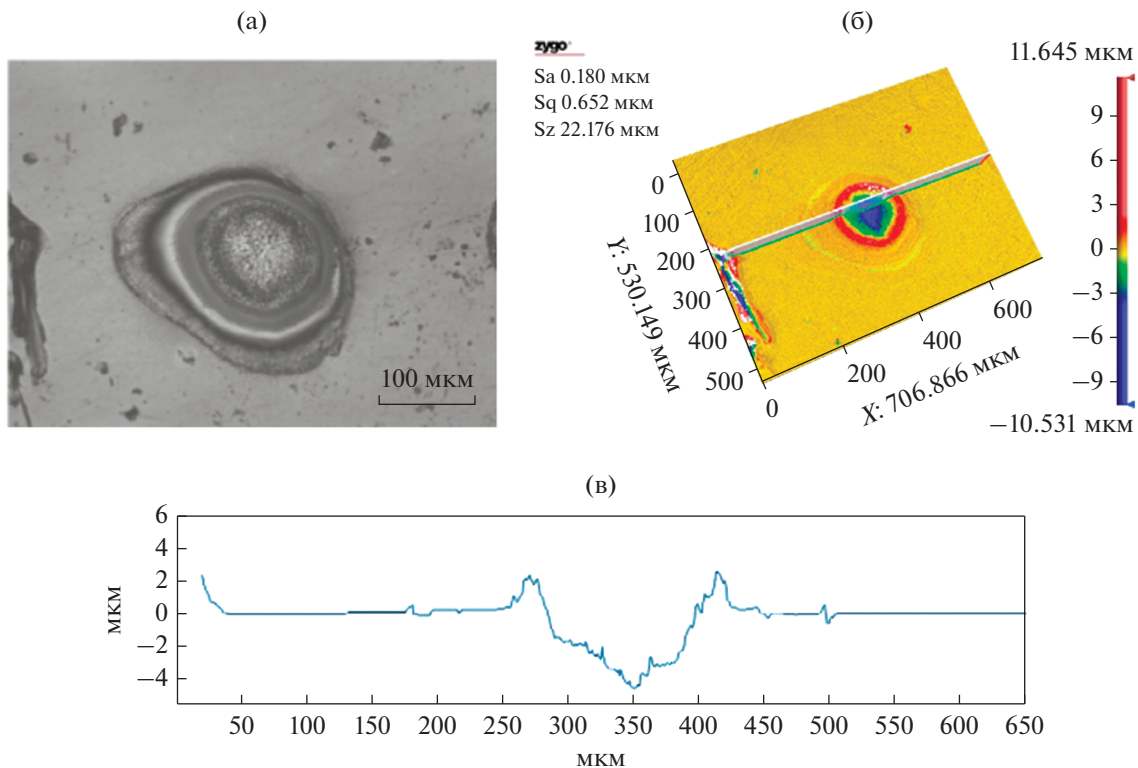 (а)
100 мкм
(б)
zygo
Sa 0.180 мкм
Sq 0.652 мкм
Sz 22.176 мкм
0
100
200
300
400
500
Y: 530.149 мкм
0
200
400
600
X: 706.866 мкм
11.645 мкм
9
6
3
0
−3
−6
−9
−10.531 мкм
(в)
6
4
2
0
−2
−4
мкм
50 100 150 200 250 300 350 400 450 500 550 600 650
мкм